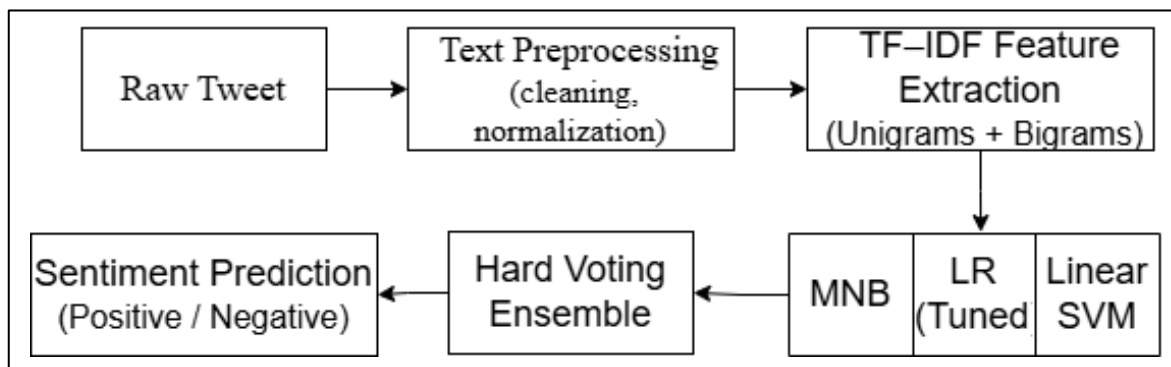 Raw Tweet
Text Preprocessing
(cleaning,
normalization)
TF–IDF Feature
Extraction
(Unigrams + Bigrams)
MNB
LR
(Tuned)
Linear
SVM
Hard Voting
Ensemble
Sentiment Prediction
(Positive / Negative)